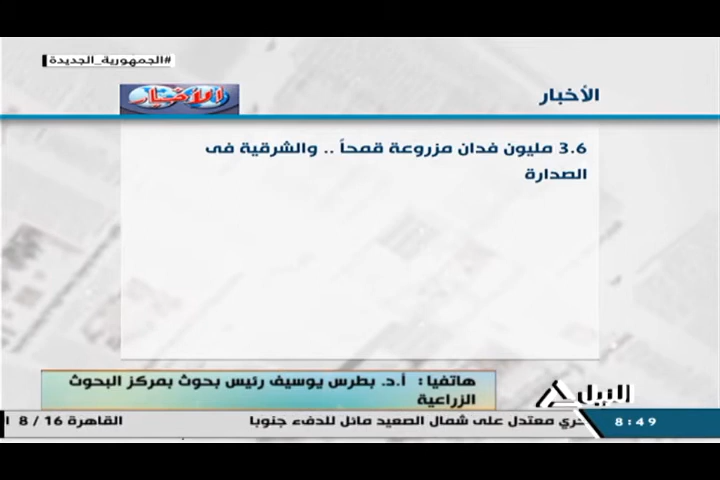 #الجمهورية_الجديدة
الأخبار
الأخبار
3.6 مليون فدان مزروعة قمحاً .. والشرقية فى
الصدارة
هاتفيا: أ.د. بطرس يوسيف رئيس بحوث بمركز البحوث
الزراعية
النيل
معتدل على شمال الصعيد مائل للدفء جنوبا القاهرة 16 / 8
8:49